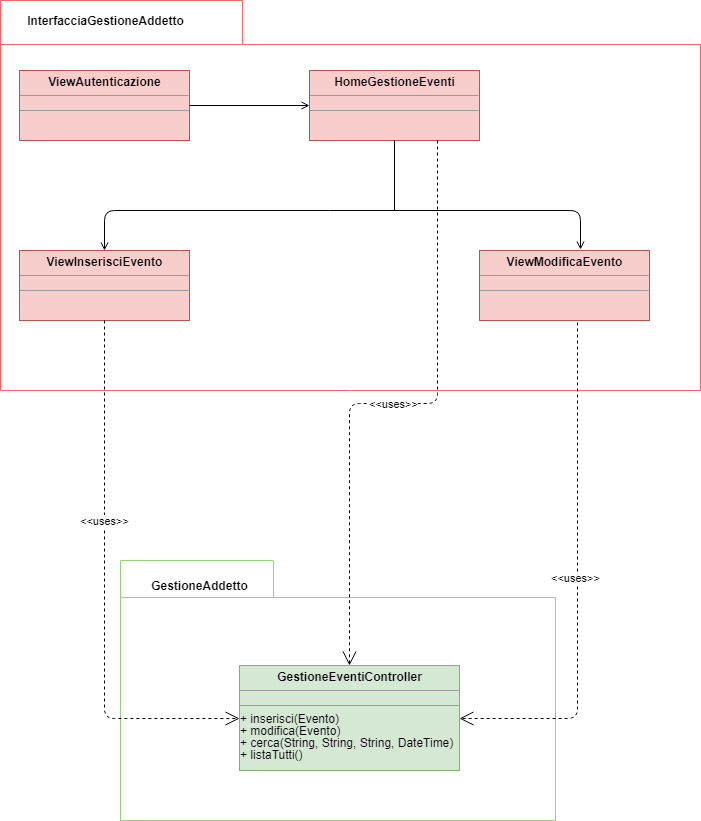 InterfacciaGestioneAddetto
ViewAutenticazione
HomeGestioneEventi
ViewInserisciEvento
ViewModificaEvento
<<uses>>
<<uses>>
<<uses>>
GestioneAddetto
GestioneEventiController
+ inserisci(Evento)
+ modifica(Evento)
+ cerca(String, String, String, DateTime)
+ listaTutti()